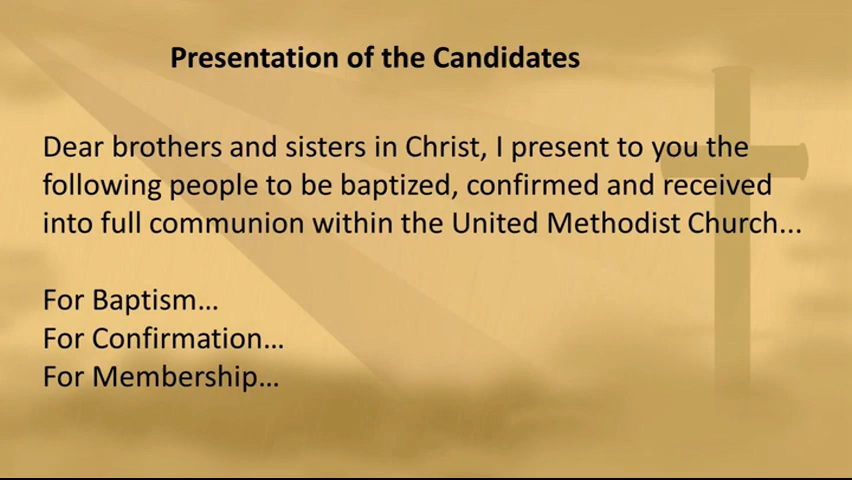 Presentation of the Candidates
Dear brothers and sisters in Christ, I present to you the
following people to be baptized, confirmed and received
into full communion within the United Methodist Church...
For Baptism...
For Confirmation...
For Membership...